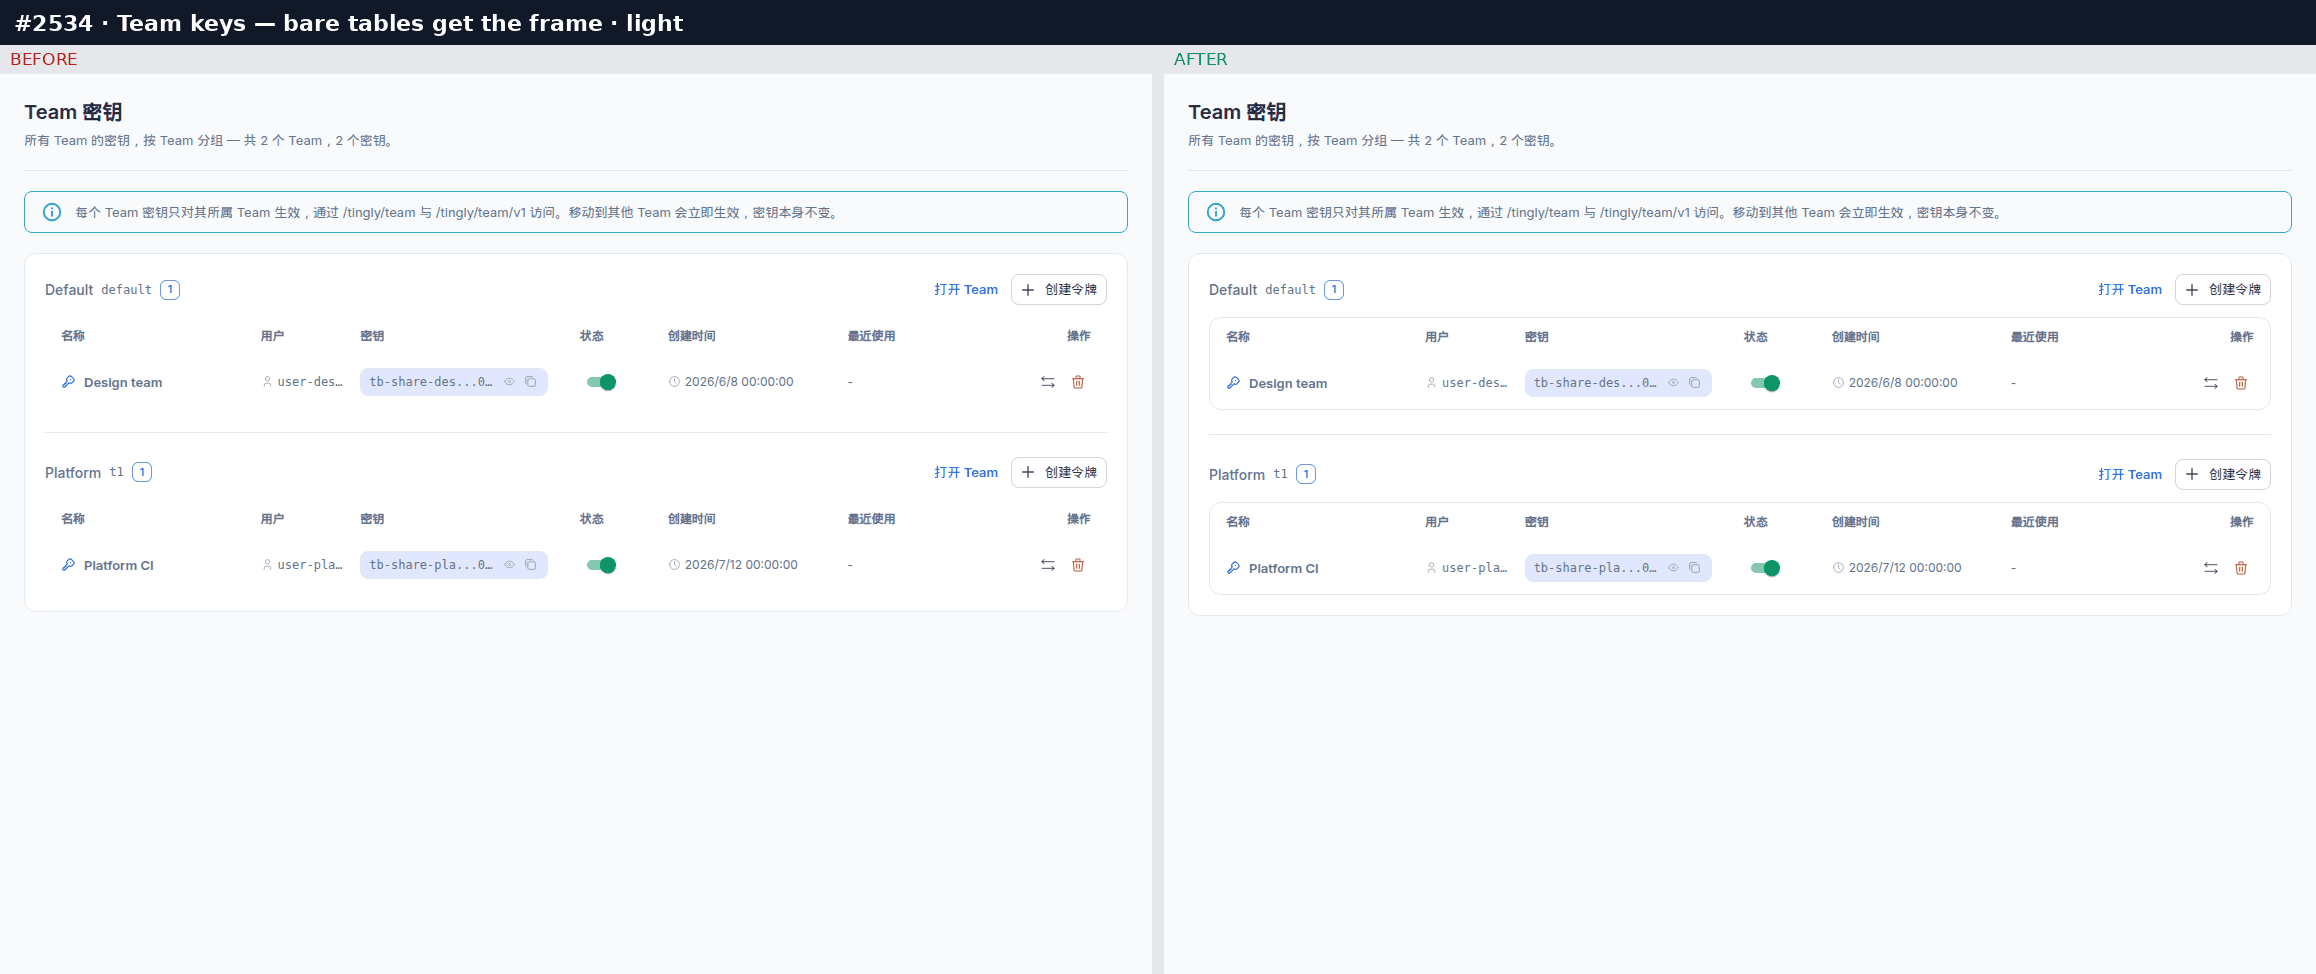 #2534 · Team keys — bare tables get the frame · light
BEFORE
Team 密钥
所有 Team 的密钥，按 Team 分组 — 共 2 个 Team，2 个密钥。
每个 Team 密钥只对其所属 Team 生效，通过 /tingly/team 与 /tingly/team/v1 访问。移动到其他 Team 会立即生效，密钥本身不变。
Default default 1 打开 Team + 创建令牌
名称 用户 密钥 状态 创建时间 最近使用 操作
Design team user-des… tb-share-des...0… 2026/6/8 00:00:00 -
Platform t1 1 打开 Team + 创建令牌
名称 用户 密钥 状态 创建时间 最近使用 操作
Platform CI user-pla… tb-share-pla...0… 2026/7/12 00:00:00 -
AFTER
Team 密钥
所有 Team 的密钥，按 Team 分组 — 共 2 个 Team，2 个密钥。
每个 Team 密钥只对其所属 Team 生效，通过 /tingly/team 与 /tingly/team/v1 访问。移动到其他 Team 会立即生效，密钥本身不变。
Default default 1 打开 Team + 创建令牌
名称 用户 密钥 状态 创建时间 最近使用 操作
Design team user-des… tb-share-des...0… 2026/6/8 00:00:00 -
Platform t1 1 打开 Team + 创建令牌
名称 用户 密钥 状态 创建时间 最近使用 操作
Platform CI user-pla… tb-share-pla...0… 2026/7/12 00:00:00 -